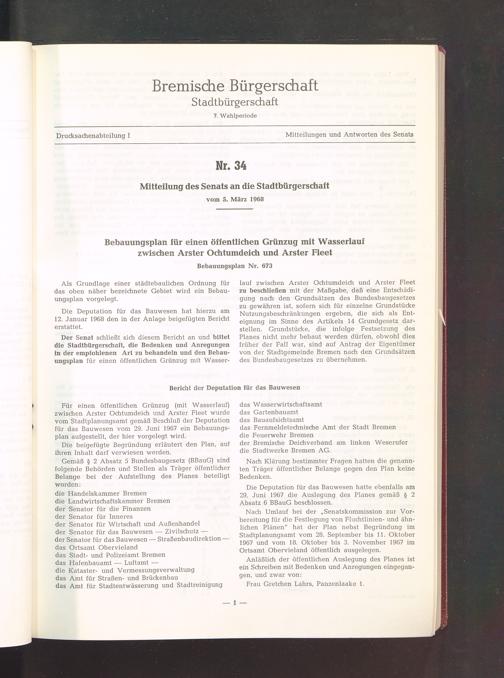 Bremische Bürgerschaft
Stadtbürgerschaft
7. Wahlperiode
Drucksachenabteilung I
Mitteilungen und Antworten des Senats
Nr. 34
Mitteilung des Senats an die Stadtbürgerschaft
vom 5. März 1968
Bebauungsplan für einen öffentlichen Grünzug mit Wasserlauf
zwischen Arster Ochtumdeich und Arster Fleet
Bebauungsplan Nr. 673
Als Grundlage einer städtebaulichen Ordnung für
das oben näher bezeichnete Gebiet wird ein Bebau-
ungsplan vorgelegt.
Die Deputation für das Bauwesen hat hierzu am
12. Januar 1968 den in der Anlage beigefügten Bericht
erstattet.
Der Senat schließt sich diesem Bericht an und bittet
die Stadtbürgerschaft, die Bedenken und Anregungen
in der empfohlenen Art zu behandeln und den Bebau-
ungsplan für einen öffentlichen Grünzug mit Wasser-
lauf zwischen Arster Ochtumdeich und Arster Fleet
zu beschließen mit der Maßgabe, daß eine Entschädi-
gung nach den Grundsätzen des Bundesbaugesetzes
zu gewähren ist, sofern sich für einzelne Grundstücke
Nutzungsbeschränkungen ergeben, die sich als Ent-
eignung im Sinne des Artikels 14 Grundgesetz dar-
stellen. Grundstücke, die infolge Festsetzung des
Planes nicht mehr bebaut werden dürfen, obwohl dies
früher der Fall war, sind auf Antrag der Eigentümer
von der Stadtgemeinde Bremen nach den Grundsätzen
des Bundesbaugesetzes zu übernehmen.
Bericht der Deputation für das Bauwesen
Für einen öffentlichen Grünzug (mit Wasserlauf)
zwischen Arster Ochtumdeich und Arster Fleet wurde
vom Stadtplanungsamt gemäß Beschluß der Deputation
für das Bauwesen vom 29. Juni 1967 ein Bebauungs-
plan aufgestellt, der hier vorgelegt wird.
Die beigefügte Begründung erläutert den Plan, auf
ihren Inhalt darf verwiesen werden.
Gemäß § 2 Absatz 5 Bundesbaugesetz (BBauG) sind
folgende Behörden und Stellen als Träger öffentlicher
Belange bei der Aufstellung des Planes beteiligt
worden:
die Handelskammer Bremen
die Landwirtschaftskammer Bremen
der Senator für die Finanzen
der Senator für Inneres
der Senator für Wirtschaft und Außenhandel
der Senator für das Bauwesen — Zivilschutz —
der Senator für das Bauwesen — Straßenbaudirektion —
das Ortsamt Obervieland
das Stadt- und Polizeiamt Bremen
das Hafenbauamt — Luftamt —
die Kataster- und Vermessungsverwaltung
das Amt für Straßen- und Brückenbau
das Amt für Stadtentwässerung und Stadtreinigung
das Wasserwirtschaftsamt
das Gartenbauamt
das Bauaufsichtsamt
das Fernmeldetechnische Amt der Stadt Bremen
die Feuerwehr Bremen
der Bremische Deichverband am linken Weserufer
die Stadtwerke Bremen AG.
Nach Klärung bestimmter Fragen hatten die genann-
ten Träger öffentlicher Belange gegen den Plan keine
Bedenken.
Die Deputation für das Bauwesen hatte ebenfalls am
29. Juni 1967 die Auslegung des Planes gemäß § 2
Absatz 6 BBauG beschlossen.
Nach Umlauf bei der „Senatskommission zur Vor-
bereitung für die Festlegung von Fluchtlinien- und ähn-
lichen Plänen" hat der Plan nebst Begründung im
Stadtplanungsamt vom 28. September bis 11. Oktober
1967 und vom 18. Oktober bis 3. November 1967 im
Ortsamt Obervieland öffentlich ausgelegen.
Anläßlich der öffentlichen Auslegung des Planes ist
ein Schreiben mit Bedenken und Anregungen eingegan-
gen, und zwar von:
Frau Gretchen Lahrs, Panzenlaake 1.
— 1 —